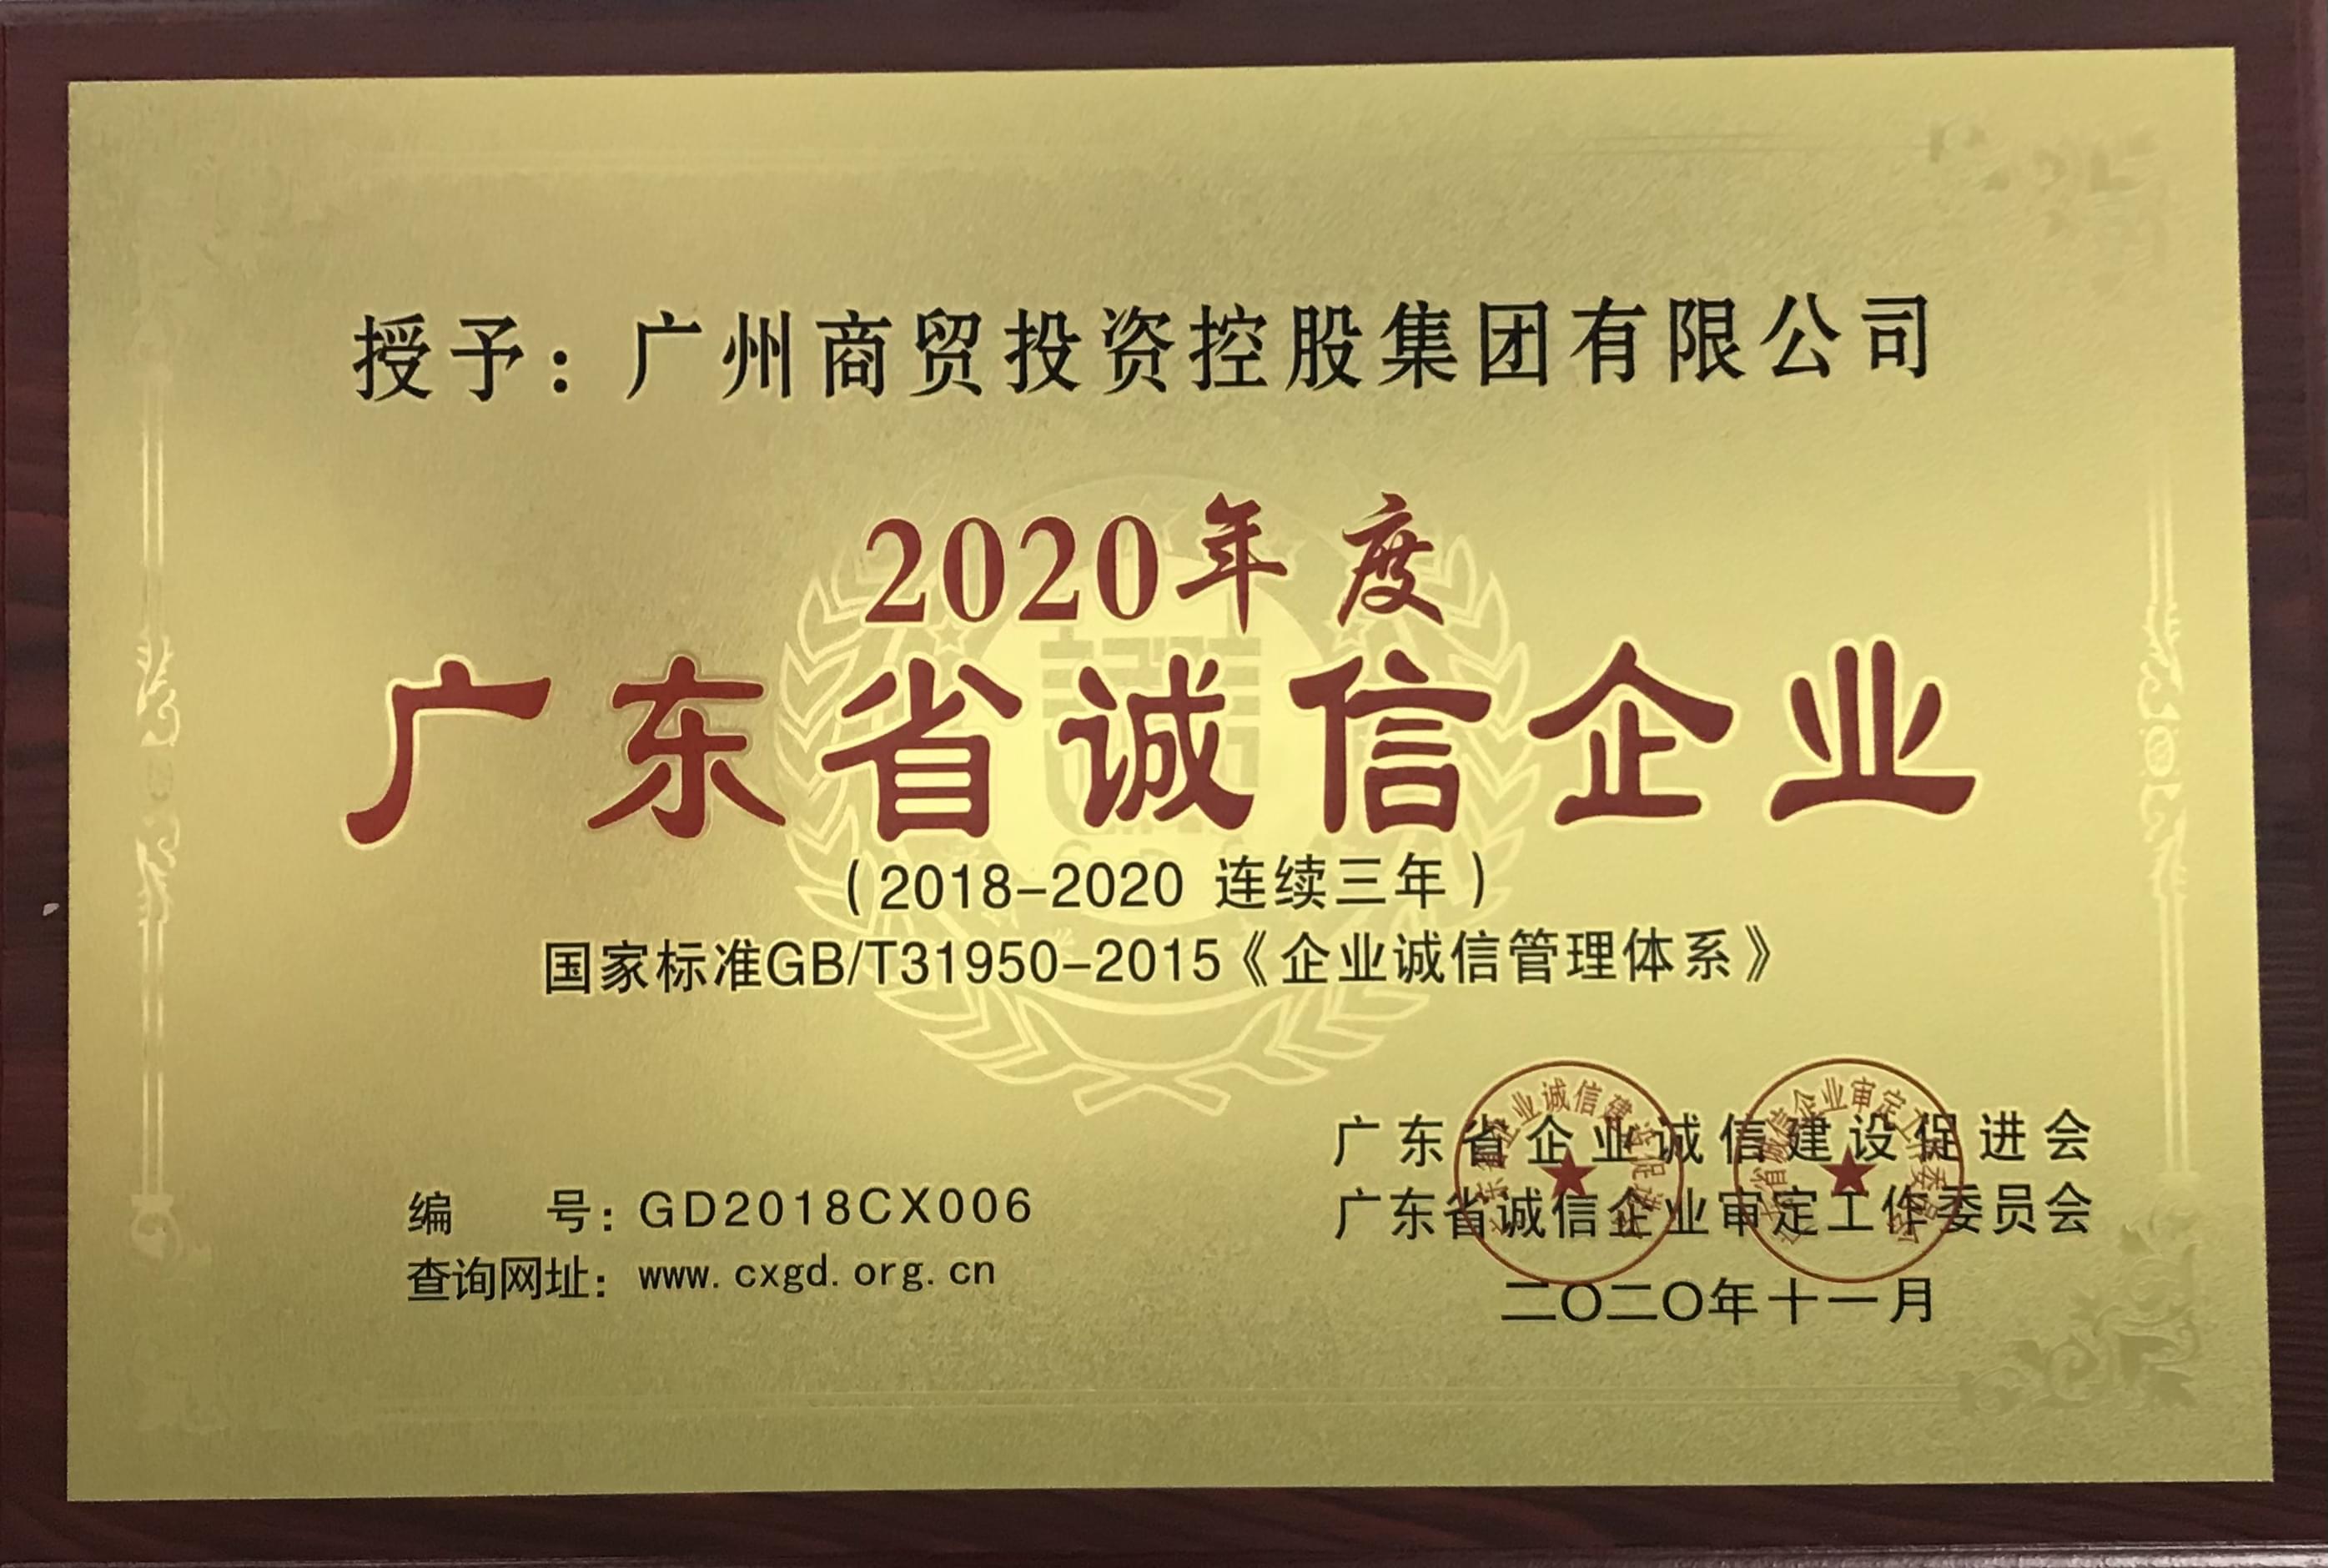 授予：广州商贸投资控股集团有限公司
2020年度
广东省诚信企业
（2018-2020 连续三年）
国家标准GB/T31950-2015《企业诚信管理体系》
广东省企业诚信建设促进会
广东省诚信企业审定工作委员会
二〇二〇年十一月
编 号：GD2018CX006
查询网址：www.cxgd.org.cn